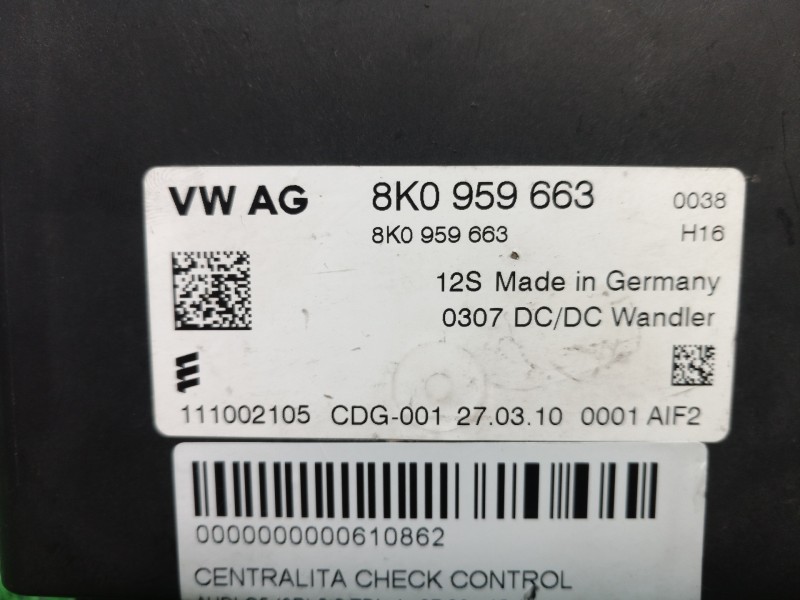 VW AG 8K0 959 663 0038
8K0 959 663 H16
12S Made in Germany
0307 DC/DC Wandler
111002105 CDG-001 27.03.10 0001 AIF2
0000000000610862
CENTRALITA CHECK CONTROL